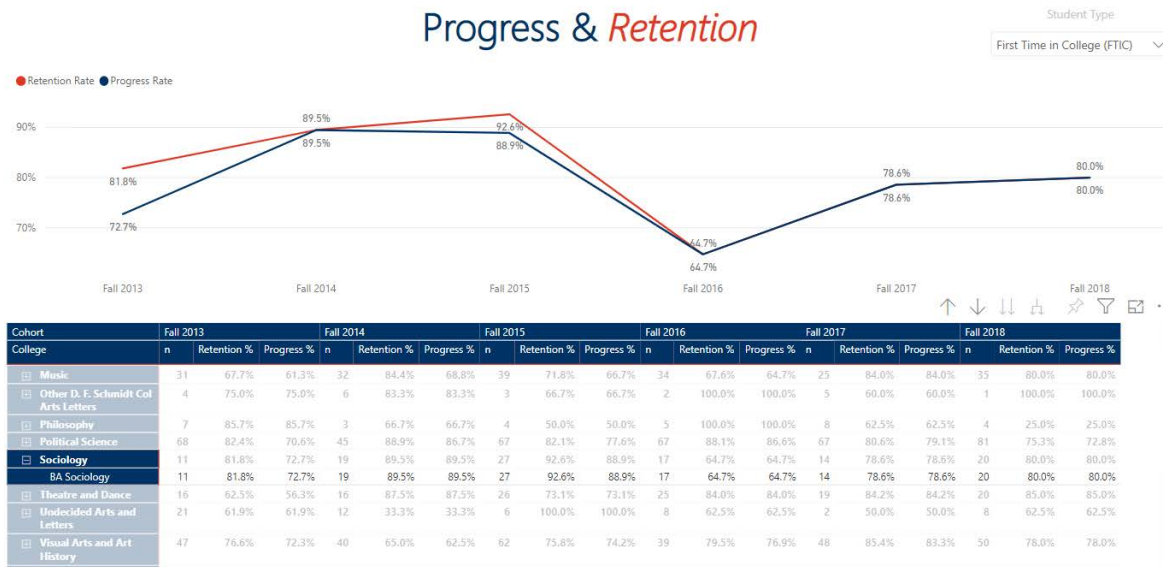 Progress & Retention
Student Type
First Time in College (FTIC)
Retention Rate Progress Rate
90%
80%
70%
81.8%
72.7%
89.5%
89.5%
92.6%
88.9%
64.7%
64.7%
78.6%
78.6%
80.0%
80.0%
Fall 2013 Fall 2014 Fall 2015 Fall 2016 Fall 2017 Fall 2018
Cohort Fall 2013 Fall 2014 Fall 2015 Fall 2016 Fall 2017 Fall 2018
College n Retention % Progress % n Retention % Progress % n Retention % Progress % n Retention % Progress % n Retention % Progress % n Retention % Progress %
Music 31 67.7% 61.3% 32 84.4% 68.8% 39 71.8% 66.7% 34 67.6% 64.7% 25 84.0% 84.0% 35 80.0% 80.0%
Other D. F. Schmidt Col 4 75.0% 75.0% 6 83.3% 83.3% 3 66.7% 66.7% 2 100.0% 100.0% 5 60.0% 60.0% 1 100.0% 100.0%
Arts Letters
Philosophy 7 85.7% 85.7% 3 66.7% 66.7% 4 50.0% 50.0% 5 100.0% 100.0% 8 62.5% 62.5% 4 25.0% 25.0%
Political Science 68 82.4% 70.6% 45 88.9% 86.7% 67 82.1% 77.6% 67 88.1% 86.6% 67 80.6% 79.1% 81 75.3% 72.8%
Sociology 11 81.8% 72.7% 19 89.5% 89.5% 27 92.6% 88.9% 17 64.7% 64.7% 14 78.6% 78.6% 20 80.0% 80.0%
BA Sociology 11 81.8% 72.7% 19 89.5% 89.5% 27 92.6% 88.9% 17 64.7% 64.7% 14 78.6% 78.6% 20 80.0% 80.0%
Theatre and Dance 16 62.5% 56.3% 16 87.5% 87.5% 26 73.1% 73.1% 25 84.0% 84.0% 19 84.2% 84.2% 20 85.0% 85.0%
Undecided Arts and 21 61.9% 61.9% 12 33.3% 33.3% 6 100.0% 100.0% 8 62.5% 62.5% 2 50.0% 50.0% 8 62.5% 62.5%
Letters
Visual Arts and Art 47 76.6% 72.3% 40 65.0% 62.5% 62 75.8% 74.2% 39 79.5% 76.9% 48 85.4% 83.3% 50 78.0% 78.0%
History